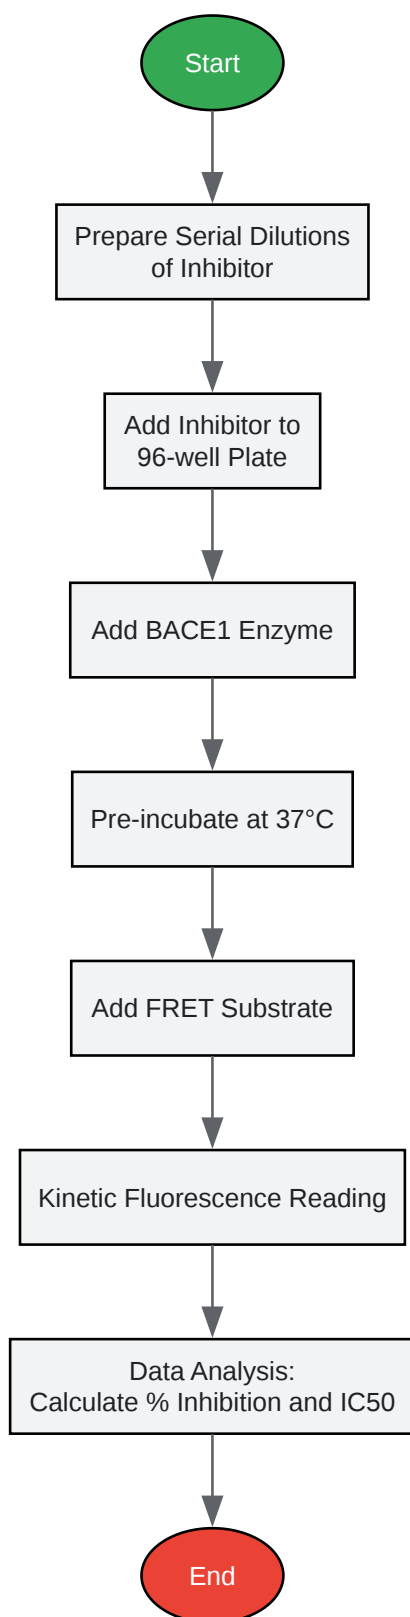 Start
Prepare Serial Dilutions
of Inhibitor
Add Inhibitor to
96-well Plate
Add BACE1 Enzyme
Pre-incubate at 37°C
Add FRET Substrate
Kinetic Fluorescence Reading
Data Analysis:
Calculate % Inhibition and IC50
End